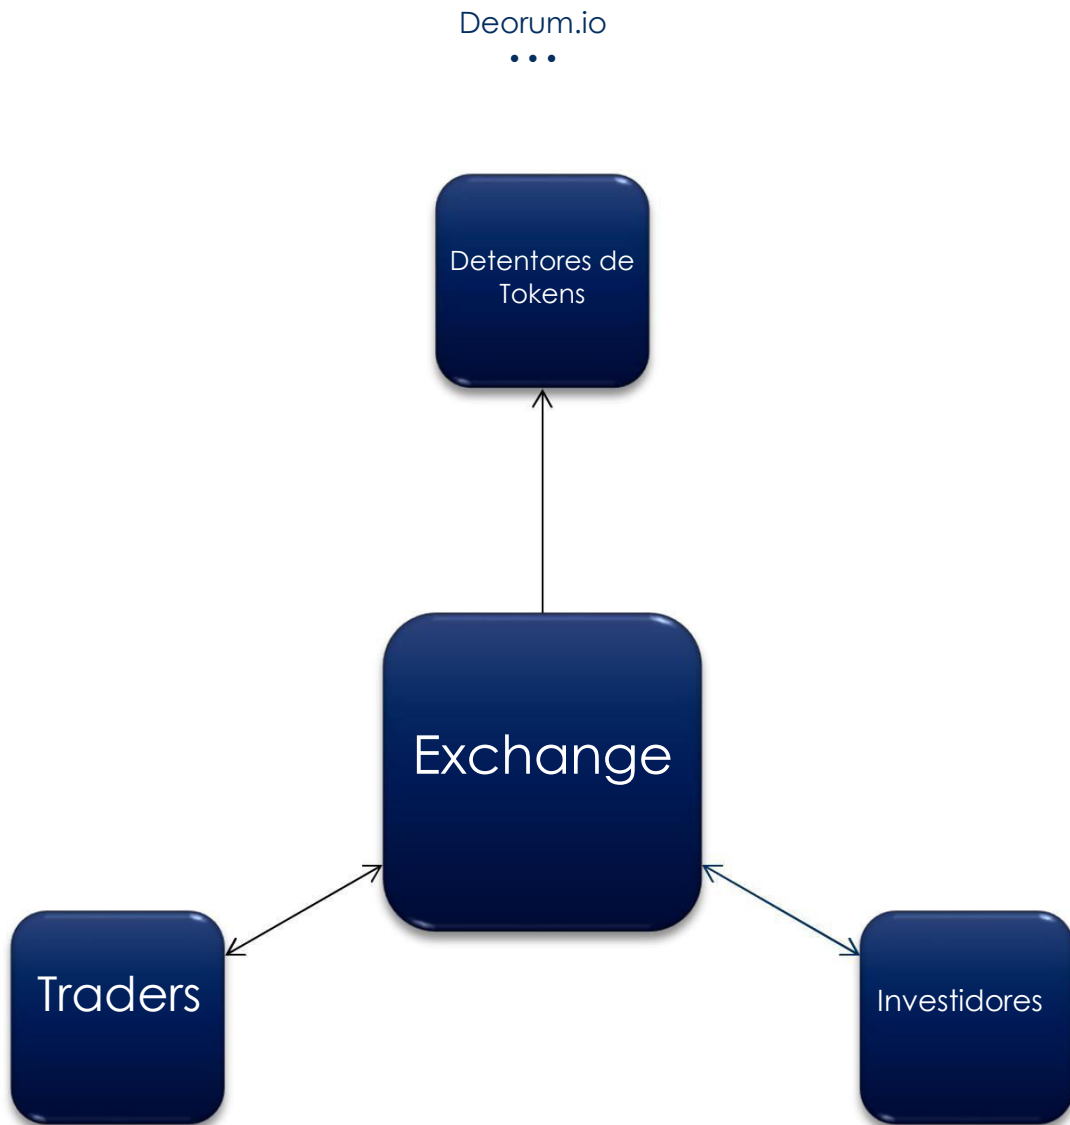 Deorum.io
• • •
Detentores de
Tokens
Exchange
Traders
Investidores